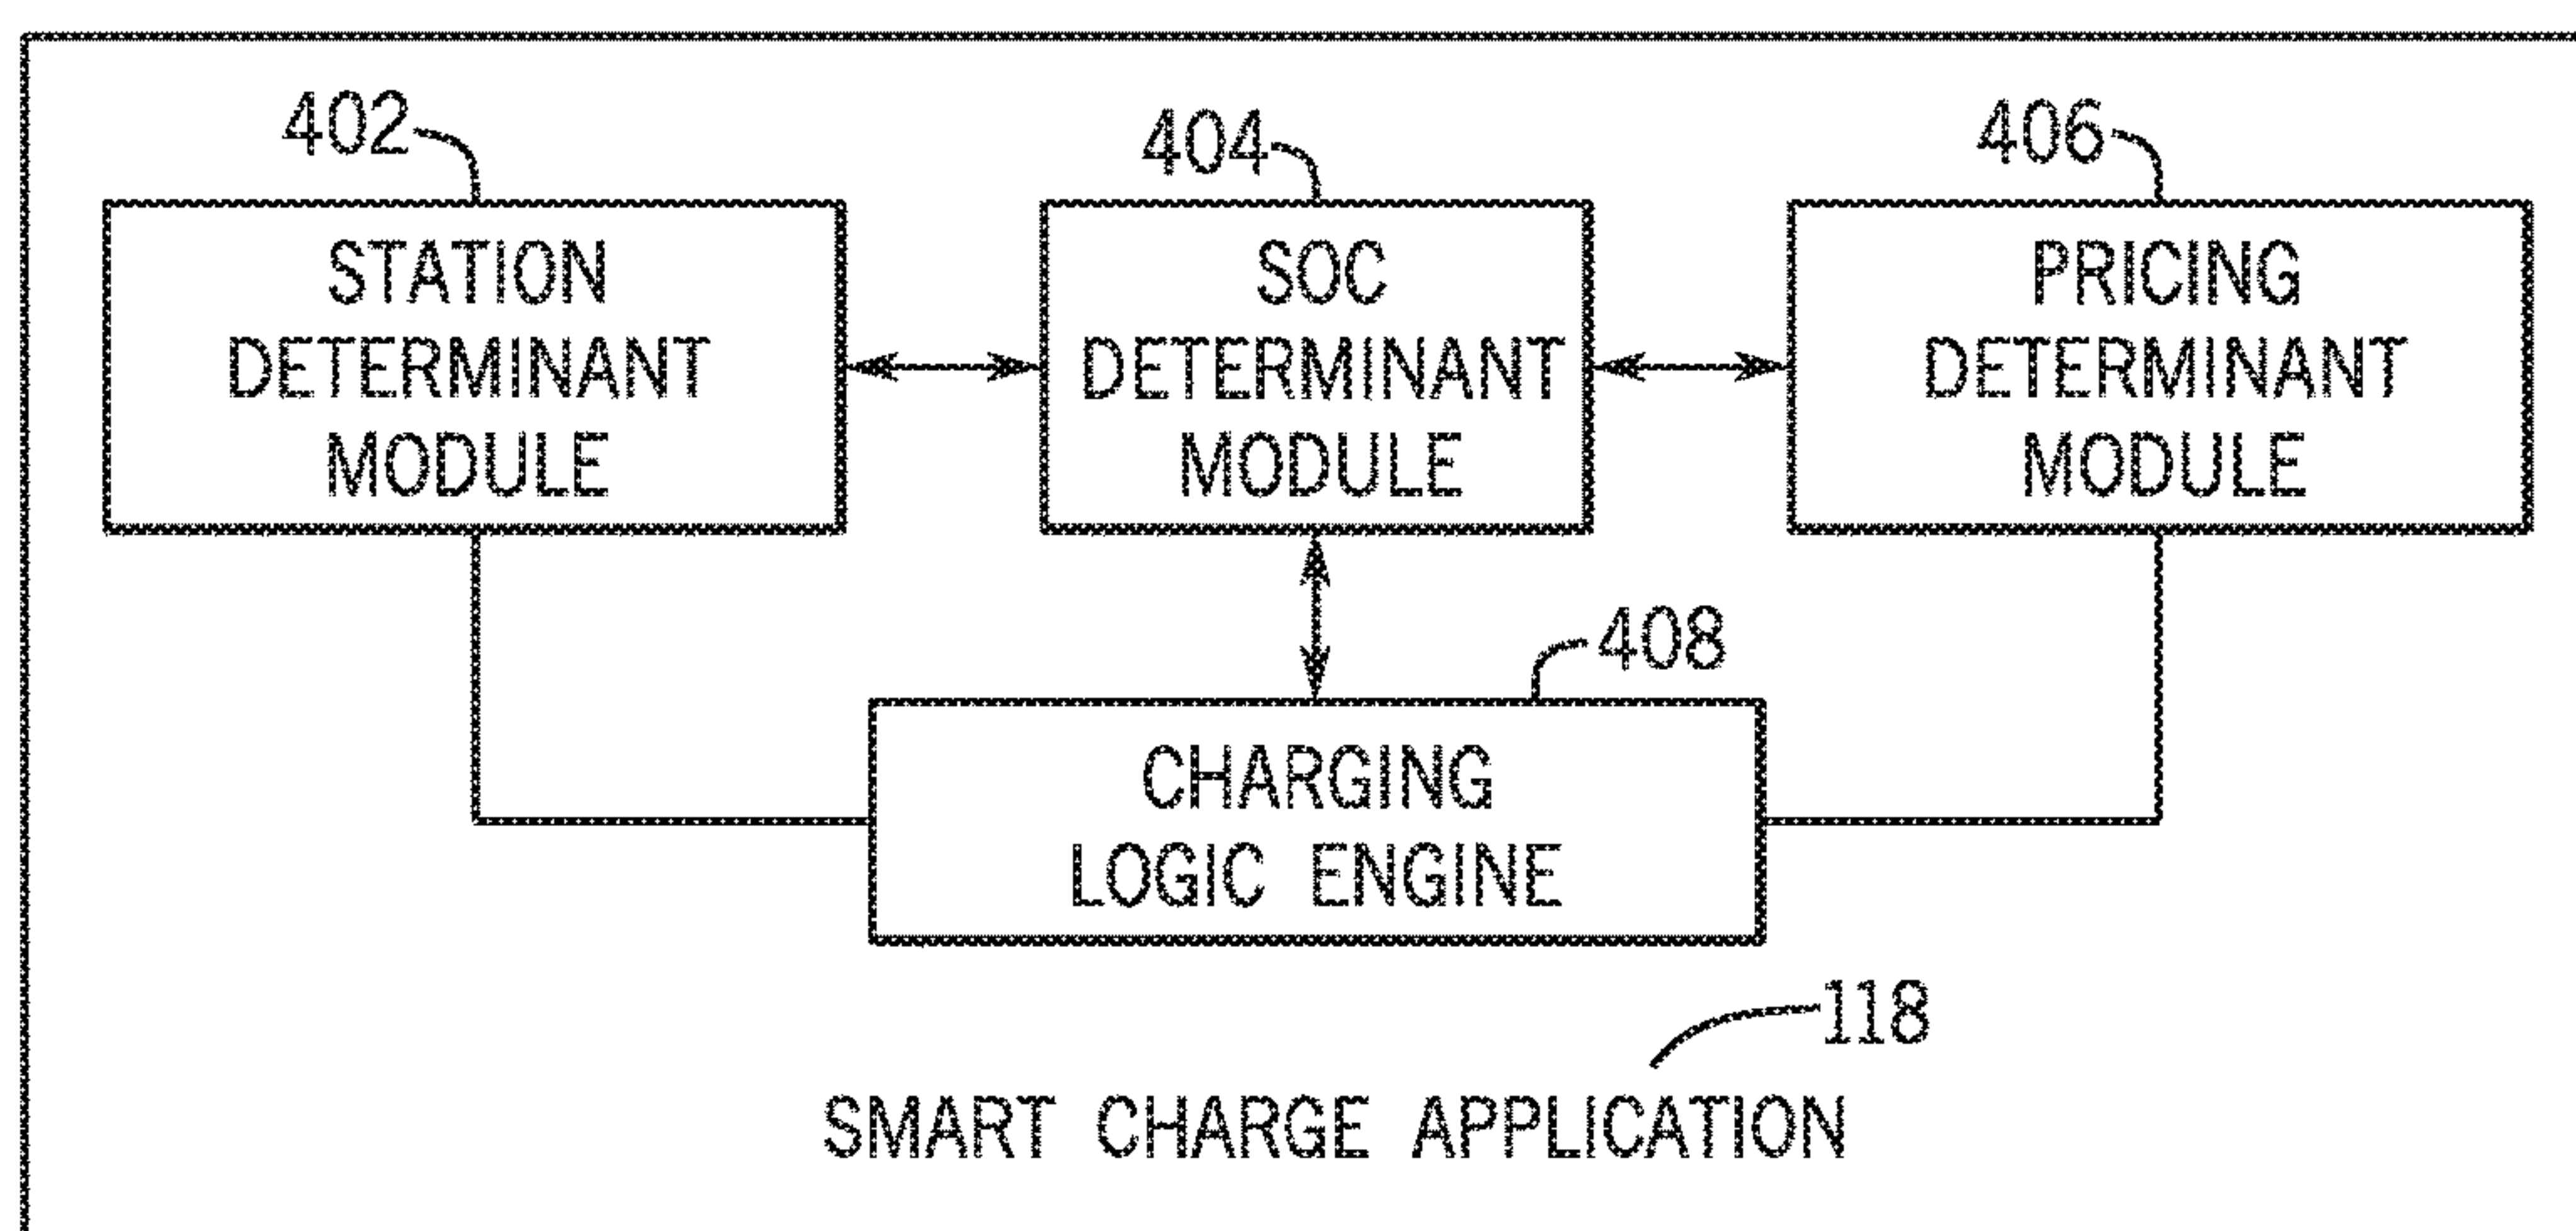 402
404
406
STATION
DETERMINANT
MODULE
SOC
DETERMINANT
MODULE
PRICING
DETERMINANT
MODULE
408
CHARGING
LOGIC ENGINE
118
SMART CHARGE APPLICATION